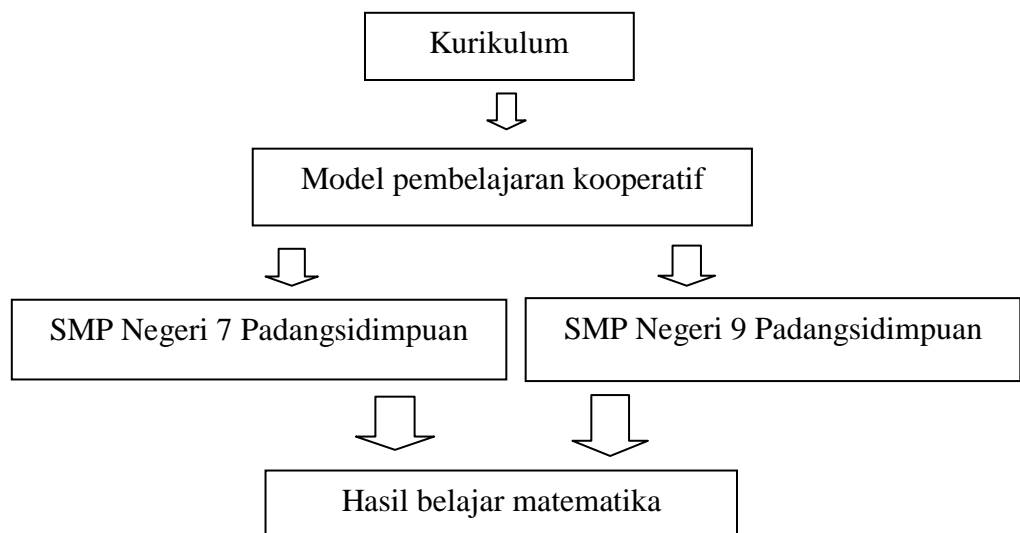 Kurikulum
Model pembelajaran kooperatif
SMP Negeri 7 Padangsidimpuan
SMP Negeri 9 Padangsidimpuan
Hasil belajar matematika